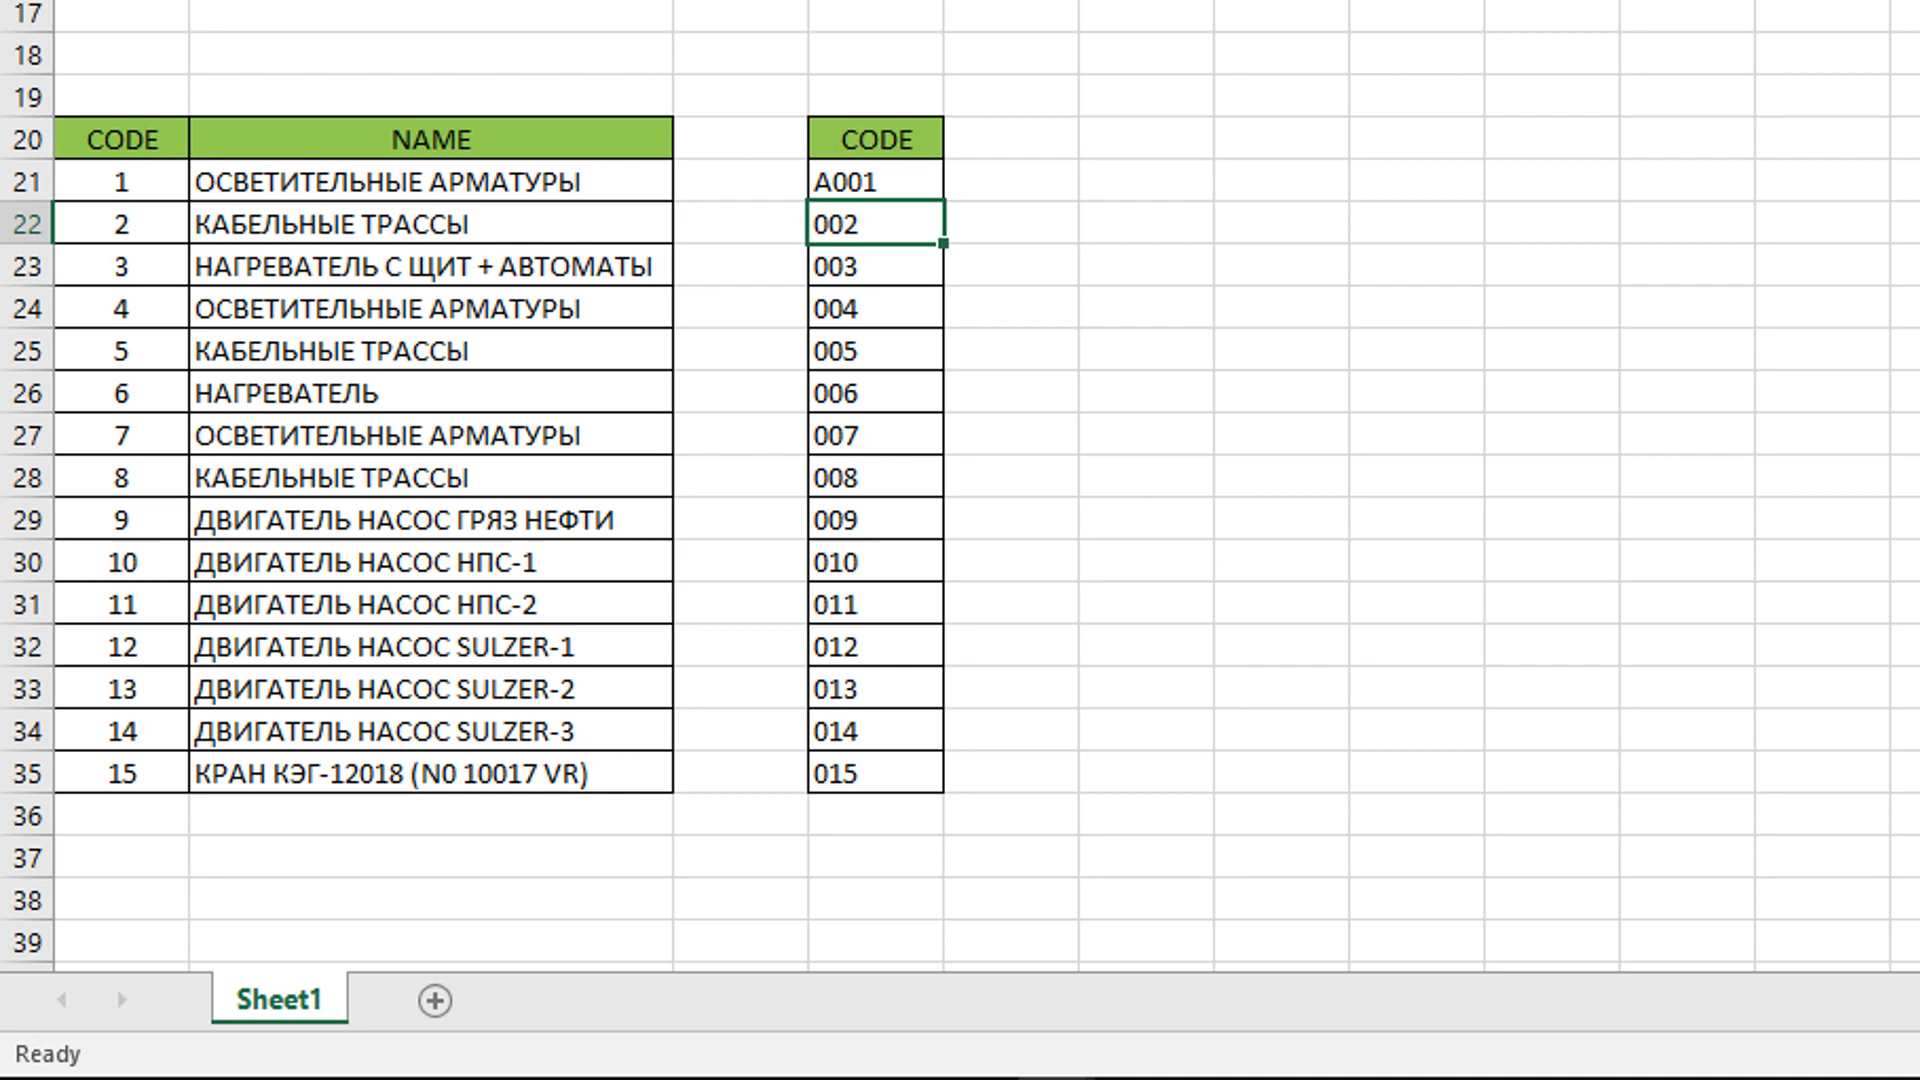 17
18
19
20 CODE NAME CODE
21 1 ОСВЕТИТЕЛЬНЫЕ АРМАТУРЫ A001
22 2 КАБЕЛЬНЫЕ ТРАССЫ 002
23 3 НАГРЕВАТЕЛЬ С ЩИТ + АВТОМАТЫ 003
24 4 ОСВЕТИТЕЛЬНЫЕ АРМАТУРЫ 004
25 5 КАБЕЛЬНЫЕ ТРАССЫ 005
26 6 НАГРЕВАТЕЛЬ 006
27 7 ОСВЕТИТЕЛЬНЫЕ АРМАТУРЫ 007
28 8 КАБЕЛЬНЫЕ ТРАССЫ 008
29 9 ДВИГАТЕЛЬ НАСОС ГРЯЗ НЕФТИ 009
30 10 ДВИГАТЕЛЬ НАСОС НПС-1 010
31 11 ДВИГАТЕЛЬ НАСОС НПС-2 011
32 12 ДВИГАТЕЛЬ НАСОС SULZER-1 012
33 13 ДВИГАТЕЛЬ НАСОС SULZER-2 013
34 14 ДВИГАТЕЛЬ НАСОС SULZER-3 014
35 15 КРАН КЭГ-12018 (N0 10017 VR) 015
36
37
38
39
Sheet1
Ready